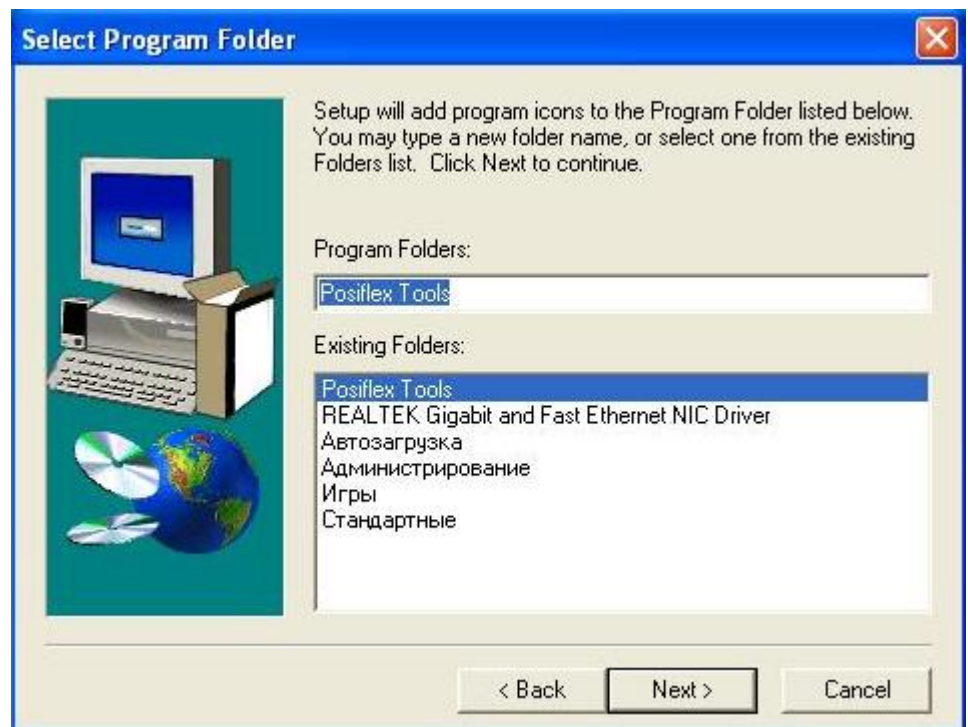 Select Program Folder
Setup will add program icons to the Program Folder listed below.
You may type a new folder name, or select one from the existing
Folders list. Click Next to continue.
Program Folders:
Posiflex Tools
Existing Folders:
Posiflex Tools
REALTEK Gigabit and Fast Ethernet NIC Driver
Автозагрузка
Администрирование
Игры
Стандартные
< Back
Next >
Cancel